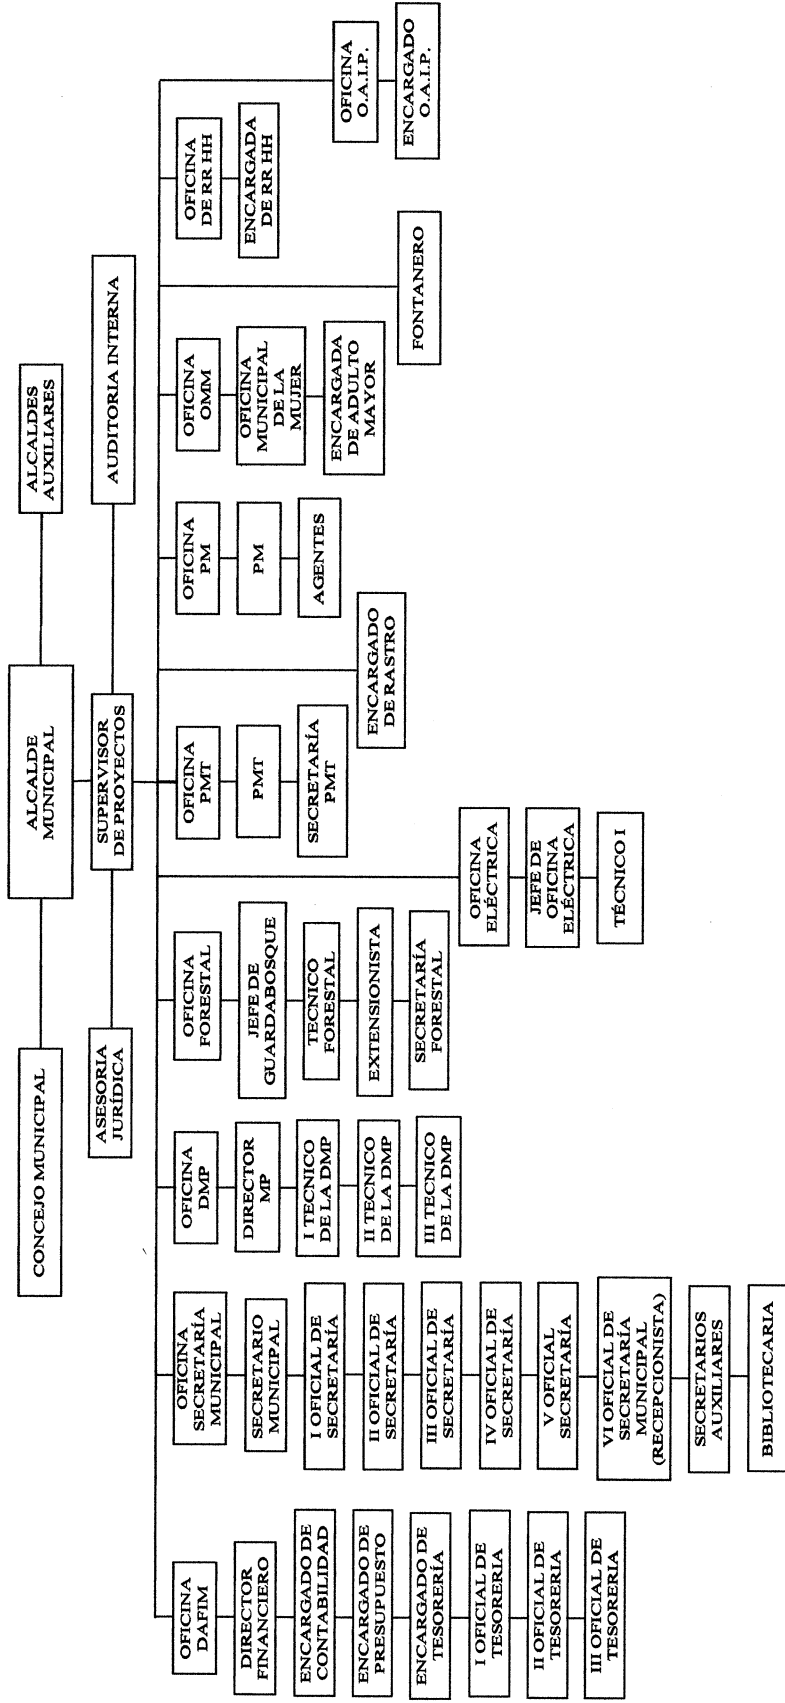 CONCEJO MUNICIPAL
ALCALDE
MUNICIPAL
ALCALDES
AUXILIARES
ASESORIA
JURÍDICA
SUPERVISOR
DE PROYECTOS
AUDITORIA INTERNA
OFICINA
DAFIM
DIRECTOR
FINANCIERO
ENCARGADO DE
CONTABILIDAD
ENCARGADO DE
PRESUPUESTO
ENCARGADO DE
TESORERÍA
I OFICIAL DE
TESORERIA
II OFICIAL DE
TESORERIA
III OFICIAL DE
TESORERIA
OFICINA
SECRETARÍA
MUNICIPAL
SECRETARIO
MUNICIPAL
I OFICIAL DE
SECRETARÍA
II OFICIAL DE
SECRETARÍA
III OFICIAL DE
SECRETARÍA
IV OFICIAL DE
SECRETARÍA
V OFICIAL
SECRETARÍA
VI OFICIAL DE
SECRETARÍA
MUNICIPAL
(RECEPCIONISTA)
SECRETARIOS
AUXILIARES
BIBLIOTECARIA
OFICINA
DMP
DIRECTOR
MP
I TECNICO
DE LA DMP
II TECNICO
DE LA DMP
III TECNICO
DE LA DMP
OFICINA
FORESTAL
JEFE DE
GUARDABOSQUE
TECNICO
FORESTAL
EXTENSIONISTA
SECRETARÍA
FORESTAL
OFICINA
ELÉCTRICA
JEFE DE
OFICINA
ELÉCTRICA
TÉCNICO I
OFICINA
PMT
PMT
SECRETARÍA
PMT
ENCARGADO
DE RASTRO
OFICINA
PM
PM
AGENTES
OFICINA
OMM
OFICINA
MUNICIPAL
DE LA
MUJER
ENCARGADA
DE ADULTO
MAYOR
FONTANERO
OFICINA
DE RR HH
ENCARGADA
DE RR HH
OFICINA
O.A.I.P.
ENCARGADO
O.A.I.P.